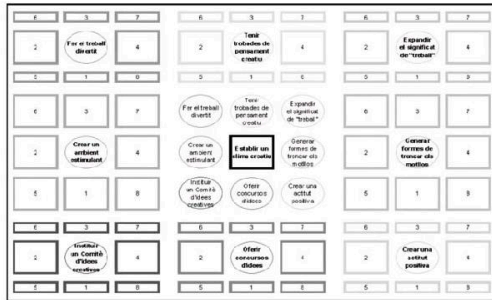 6 3 7 6 3 7 6 3 7
2 Fer el treball divertit 4 2 Tenir trobades de pensament creatiu 4 2 Expandir el significat de "treball" 4
5 1 8 5 1 8 5 1 8
6 3 7 Fer el treball divertit Tenir trobades de pensament creatiu Expandir el significat de "treball" 6 3 7
2 Crear un ambient estimulant 4 Crear un ambient estimulant Establir un clima creatiu Generar formes de trencar els motllos 2 Generar formes de trencar els motllos 4
5 1 8 Instituir un Comitè d'idees creatives Oferir concursos d'idees Crear una actitut positiva 5 1 8
6 3 7 6 3 7 6 3 7
2 Instituir un Comitè d'idees creatives 4 2 Oferir concursos d'idees 4 2 Crear una actitut positiva 4
5 1 8 5 1 8 5 1 8